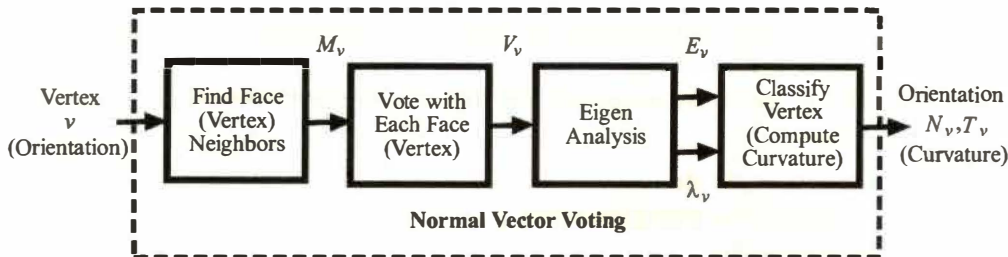 Vertex
v
(Orientation)
Find Face
(Vertex)
Neighbors
M_v
Vote with
Each Face
(Vertex)
V_v
Eigen
Analysis
E_v
λ_v
Classify
Vertex
(Compute
Curvature)
Orientation
N_v, T_v
(Curvature)
Normal Vector Voting